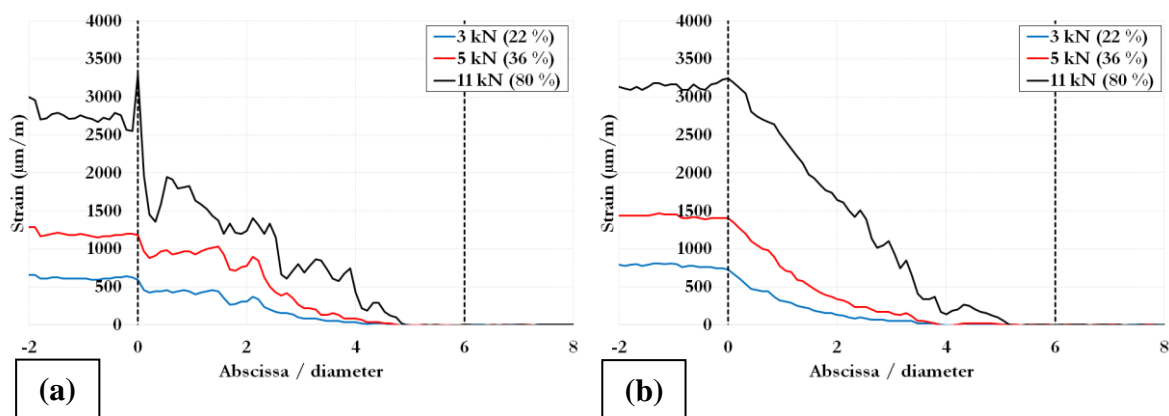 4000
3500
3000
2500
2000
1500
1000
500
0
Strain (µm/m)
3 kN (22 %)
5 kN (36 %)
11 kN (80 %)
-2
0
2
4
6
8
Abscissa / diameter
(a)
4000
3500
3000
2500
2000
1500
1000
500
0
Strain (µm/m)
3 kN (22 %)
5 kN (36 %)
11 kN (80 %)
-2
0
2
4
6
8
Abscissa / diameter
(b)